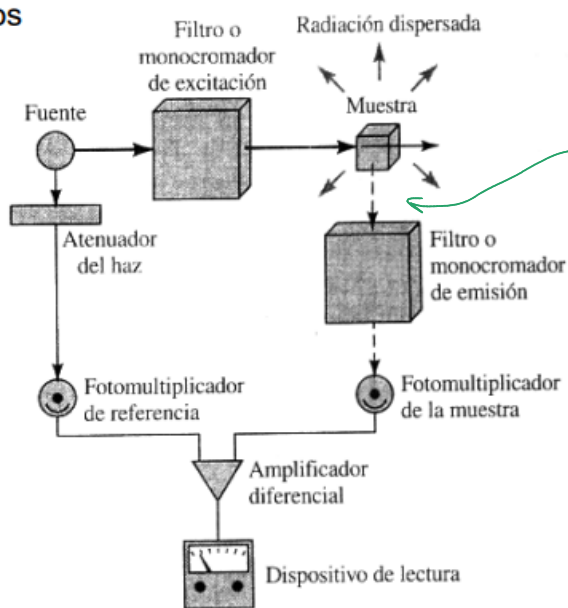 OS
Filtro o
monocromador
de excitación
Radiación dispersada
Fuente
Muestra
Atenuador
del haz
Filtro o
monocromador
de emisión
Fotomultiplicador
de referencia
Fotomultiplicador
de la muestra
Amplificador
diferencial
Dispositivo de lectura